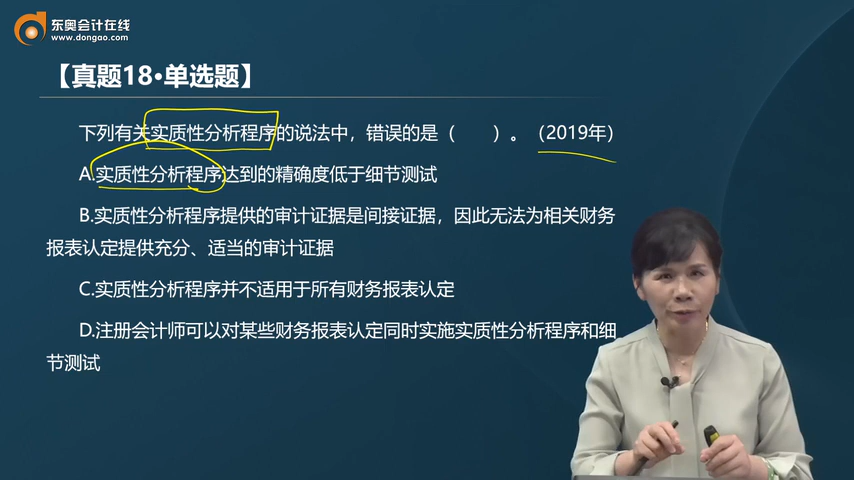 东奥会计在线
www.dongao.com
【真题18·单选题】
下列有关实质性分析程序的说法中，错误的是（　　）。（2019年）
A.实质性分析程序达到的精确度低于细节测试
B.实质性分析程序提供的审计证据是间接证据，因此无法为相关财务
报表认定提供充分、适当的审计证据
C.实质性分析程序并不适用于所有财务报表认定
D.注册会计师可以对某些财务报表认定同时实施实质性分析程序和细
节测试